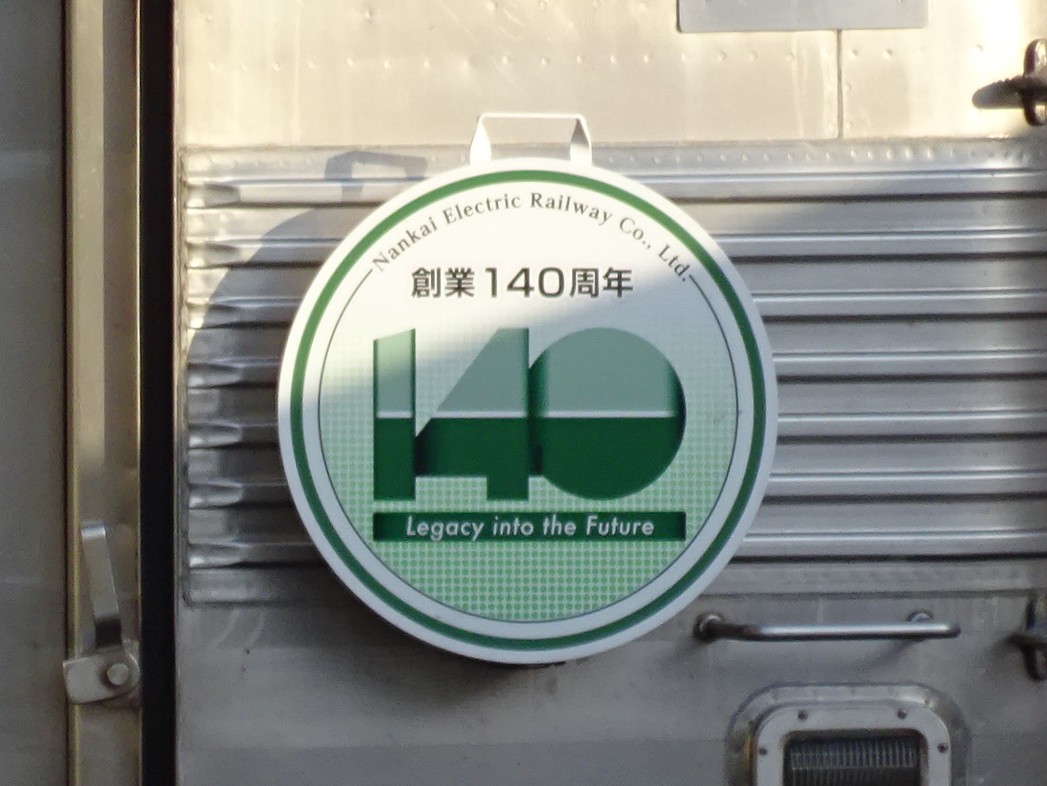 Nankai Electric Railway Co., Ltd.
創業140周年
140
Legacy into the Future